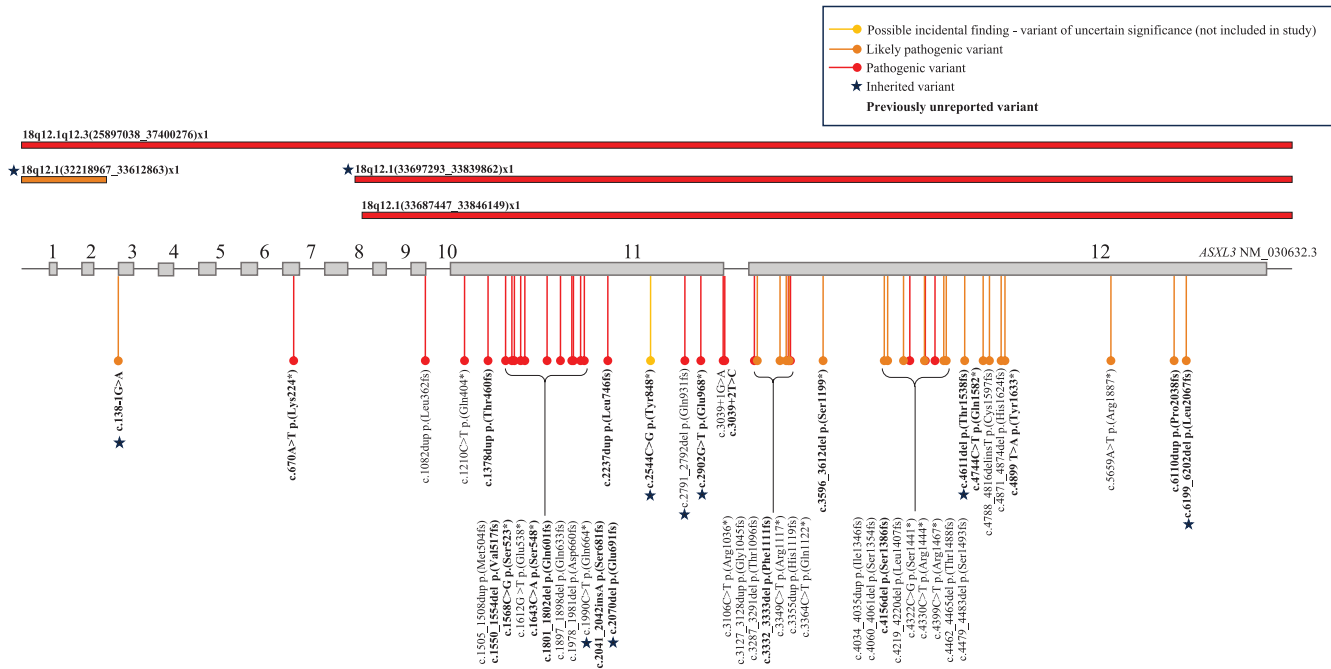 Possible incidental finding - variant of uncertain significance (not included in study)
Likely pathogenic variant
Pathogenic variant
Inherited variant
Previously unreported variant
18q12.1q12.3(25897038_37400276)x1
18q12.1(32218967_33612863)x1
18q12.1(33697293_33839862)x1
18q12.1(33687447_33846149)x1
1 2 3 4 5 6 7 8 9 10 11 12
ASXL3 NM_030632.3
c.138-1G>A
c.670A>T p.(Lys224*)
c.1082dup p.(Leu362fs)
c.1210C>T p.(Gln404*)
c.1378dup p.(Thr460fs)
c.1505_1508dup p.(Met504fs)
c.1550_1554del p.(Val517fs)
c.1568C>G p.(Ser523*)
c.1612G>T p.(Glu538*)
c.1643C>A p.(Ser548*)
c.1801_1802del p.(Gln601fs)
c.1897_1898del p.(Gln633fs)
c.1978_1981del p.(Asp660fs)
c.1990C>T p.(Gln664*)
c.2041_2042insA p.(Ser681fs)
c.2070del p.(Glu691fs)
c.2237dup p.(Leu746fs)
c.2544C>G p.(Tyr848*)
c.2791_2792del p.(Gln931fs)
c.2902G>T p.(Glu968*)
c.3039+1G>A
c.3039+2T>C
c.3106C>T p.(Arg1036*)
c.3127_3128dup p.(Gly1045fs)
c.3287_3291del p.(Thr1096fs)
c.3332_3333del p.(Phe1111fs)
c.3349C>T p.(Arg1117*)
c.3355dup p.(His1119fs)
c.3364C>T p.(Gln1122*)
c.3596_3612del p.(Ser1199*)
c.4034_4035dup p.(Ile1346fs)
c.4060_4061del p.(Ser1354fs)
c.4156del p.(Ser1386fs)
c.4219_4220del p.(Leu1407fs)
c.4322C>G p.(Ser1441*)
c.4330C>T p.(Arg1444*)
c.4399C>T p.(Arg1467*)
c.4462_4465del p.(Thr1488fs)
c.4479_4483del p.(Ser1493fs)
c.4611del p.(Thr1538fs)
c.4744C>T p.(Gln1582*)
c.4788_4816delinsT p.(Cys1597fs)
c.4871_4874del p.(His1624fs)
c.4899 T>A p.(Tyr1633*)
c.5659A>T p.(Arg1887*)
c.6110dup p.(Pro2038fs)
c.6199_6202del p.(Leu2067fs)